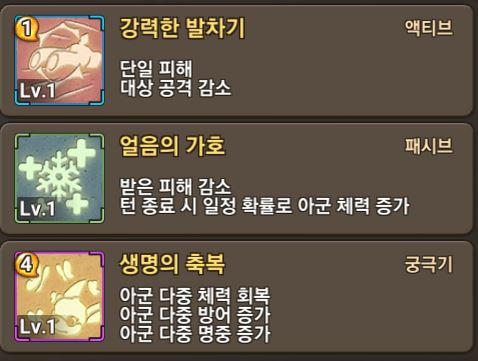 1 강력한 발차기 액티브
단일 피해
대상 공격 감소
Lv.1
얼음의 가호 패시브
받은 피해 감소
턴 종료 시 일정 확률로 아군 체력 증가
Lv.1
4 생명의 축복 궁극기
아군 다중 체력 회복
아군 다중 방어 증가
아군 다중 명중 증가
Lv.1